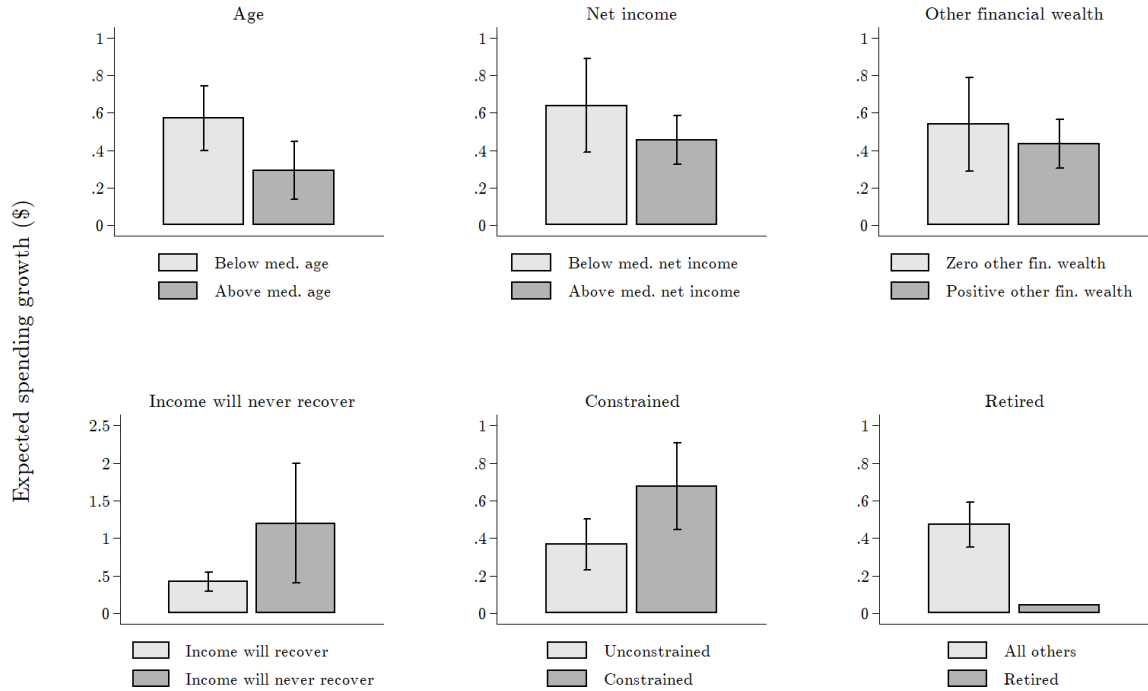 Expected spending growth ($)
Age
1
.8
.6
.4
.2
0
Below med. age
Above med. age
Net income
1
.8
.6
.4
.2
0
Below med. net income
Above med. net income
Other financial wealth
1
.8
.6
.4
.2
0
Zero other fin. wealth
Positive other fin. wealth
Income will never recover
2.5
2
1.5
1
.5
0
Income will recover
Income will never recover
Constrained
1
.8
.6
.4
.2
0
Unconstrained
Constrained
Retired
1
.8
.6
.4
.2
0
All others
Retired